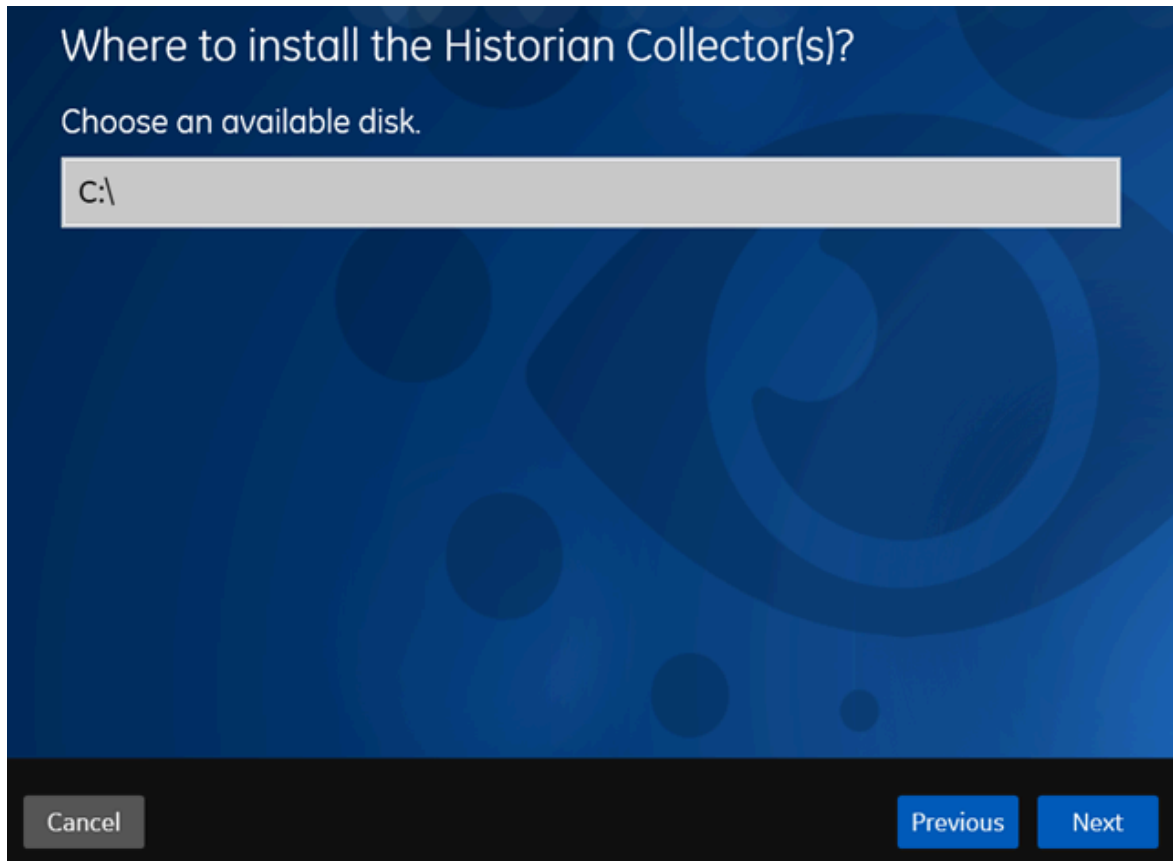 Where to install the Historian Collector(s)?
Choose an available disk.
C:\
Cancel
Previous
Next